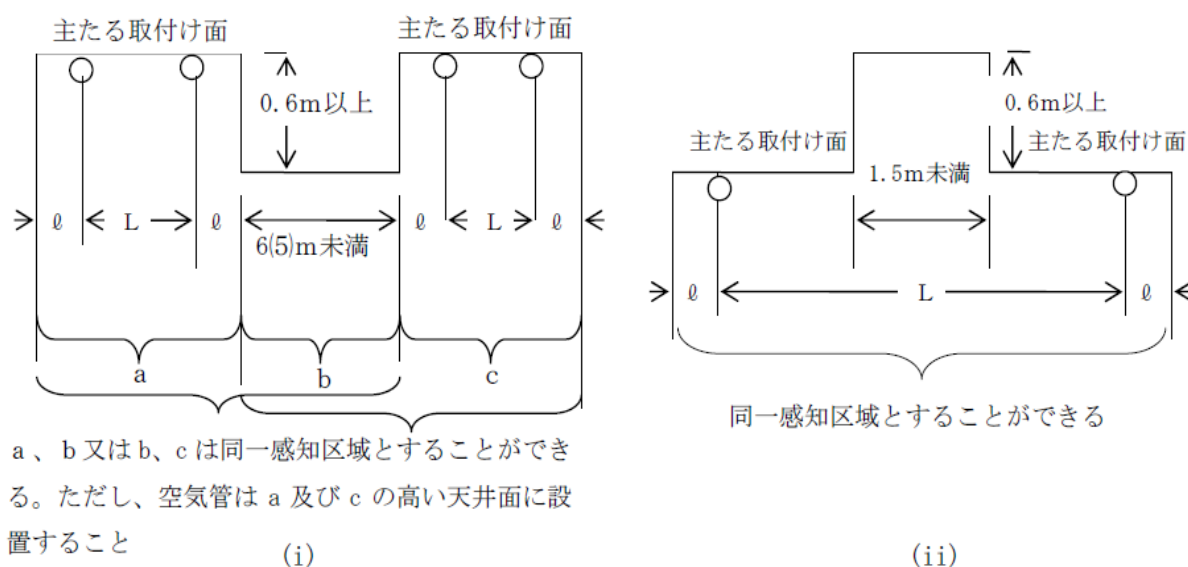 主たる取付け面
主たる取付け面
0.6m以上
ℓ
L
ℓ
6(5)m未満
ℓ
L
ℓ
a
b
c
a、b又はb、cは同一感知区域とすることができ
る。ただし、空気管はa及びcの高い天井面に設
置すること
(i)
0.6m以上
主たる取付け面
主たる取付け面
1.5m未満
ℓ
L
ℓ
同一感知区域とすることができる
(ii)